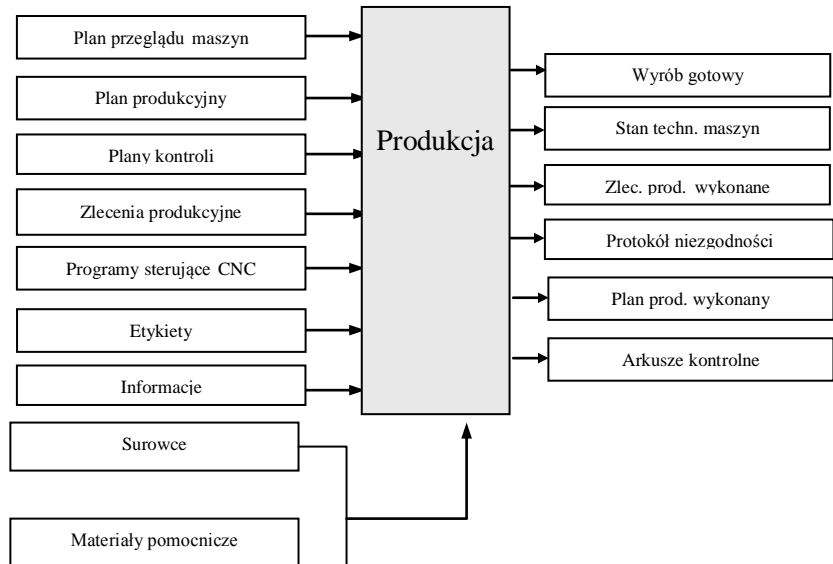 Plan przeglądu maszyn
Plan produkcyjny
Plany kontroli
Zlecenia produkcyjne
Programy sterujące CNC
Etykiety
Informacje
Surowce
Materiały pomocnicze
Produkcja
Wyrób gotowy
Stan techn. maszyn
Zlec. prod. wykonane
Protokół niezgodności
Plan prod. wykonany
Arkusze kontrolne